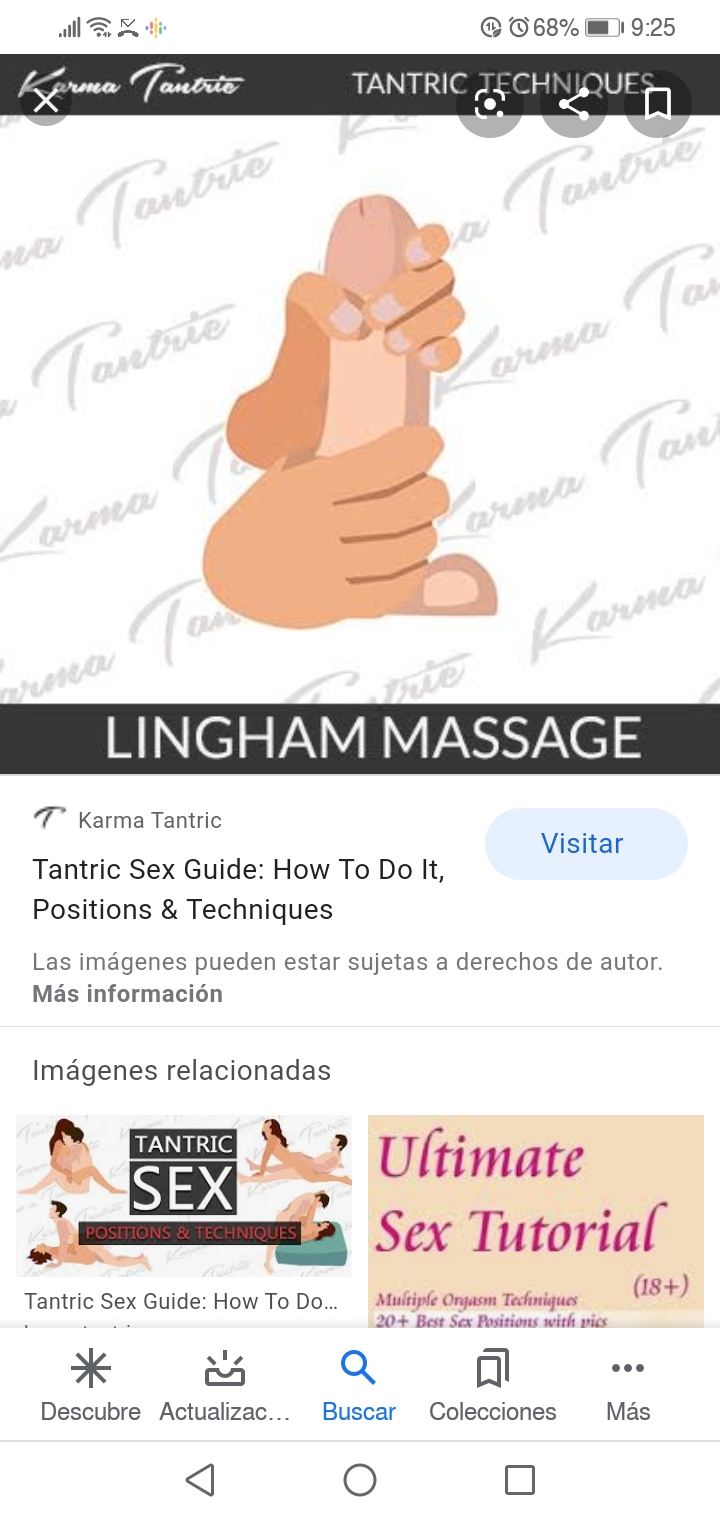 68% 9:25
Karma Tantric TANTRIC TECHNIQUES
Karma Tantric
LINGHAM MASSAGE
Karma Tantric
Visitar
Tantric Sex Guide: How To Do It,
Positions & Techniques
Las imágenes pueden estar sujetas a derechos de autor.
Más información
Imágenes relacionadas
TANTRIC
SEX
POSITIONS & TECHNIQUES
Tantric Sex Guide: How To Do...
Ultimate
Sex Tutorial
(18+)
Multiple Orgasm Techniques
20+ Best Sex Positions with pics
Descubre Actualizac... Buscar Colecciones Más